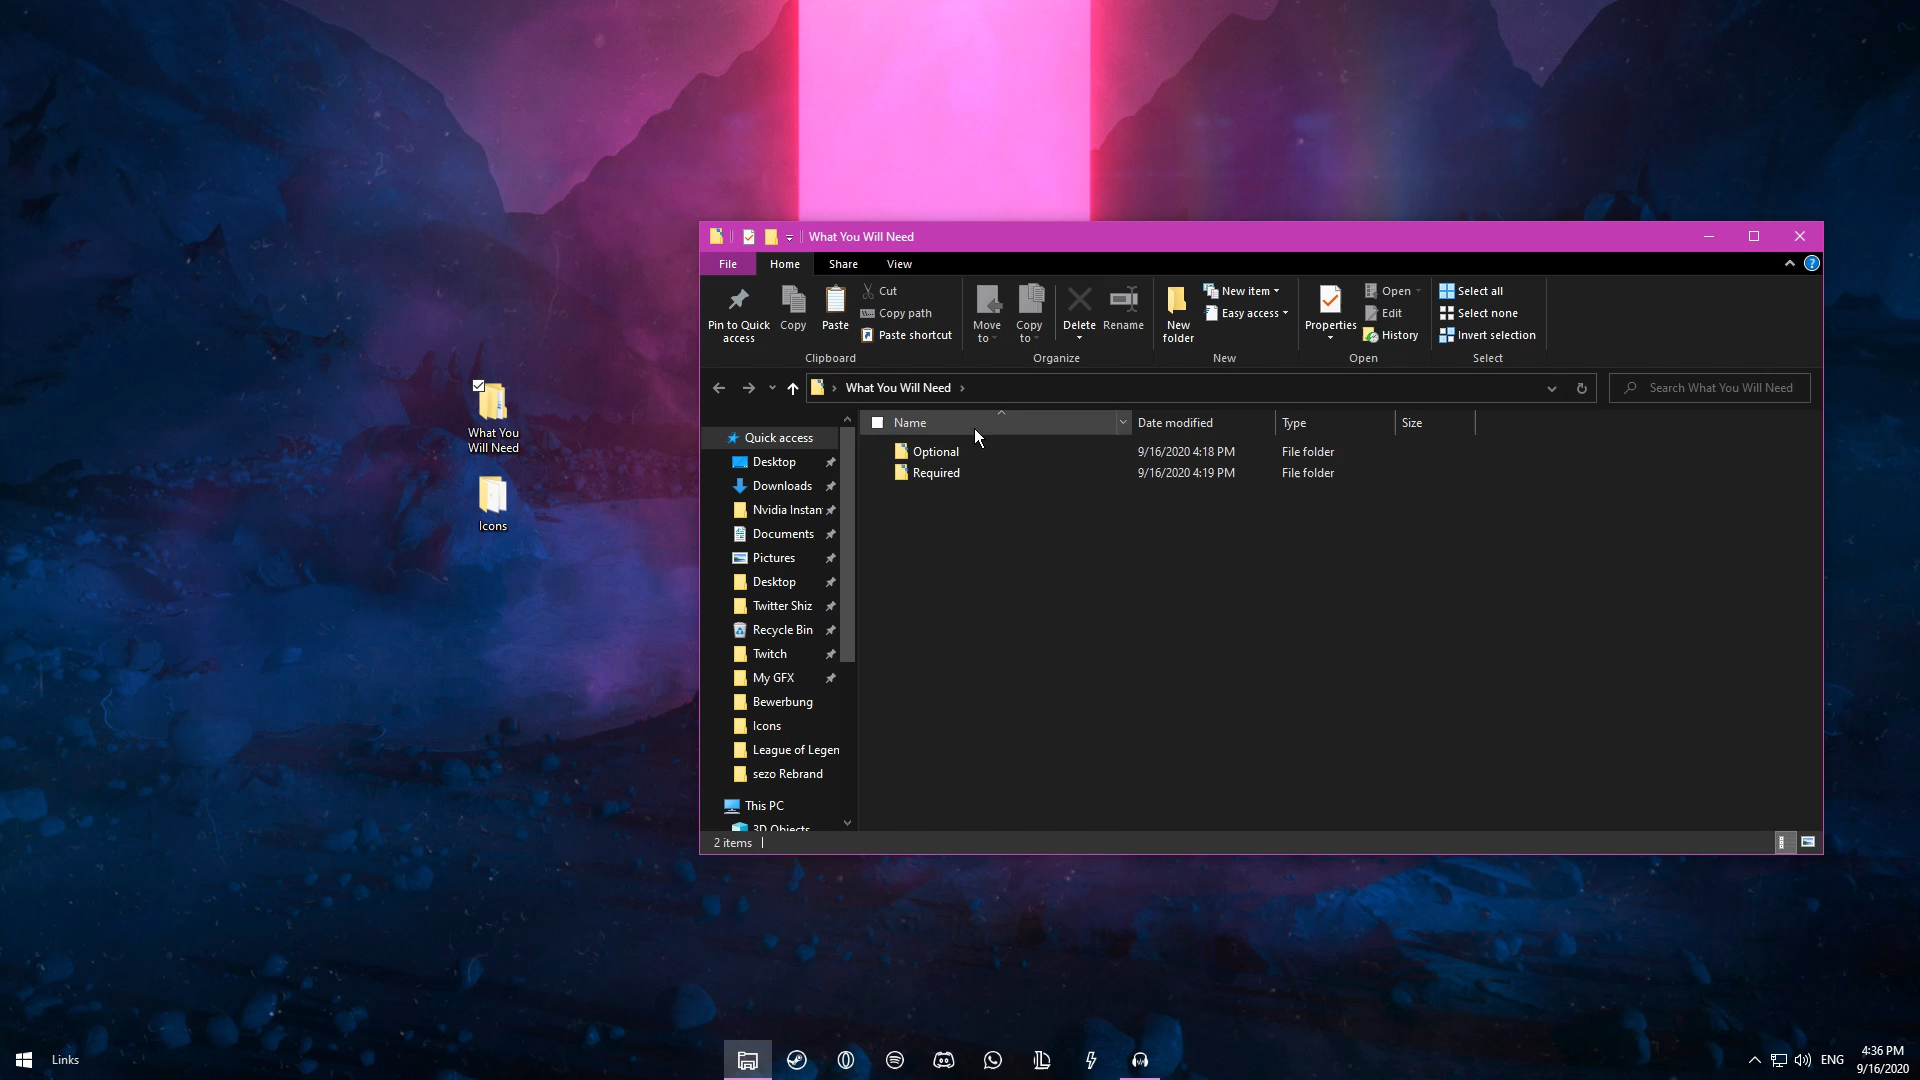 What You Will Need
File
Home
Share
View
Pin to Quick
access
Copy
Paste
Cut
Copy path
Paste shortcut
Clipboard
Move
to
Copy
to
Delete
Rename
Organize
New
folder
New item
Easy access
New
Properties
Open
Edit
History
Open
Select all
Select none
Invert selection
Select
What You Will Need
Search What You Will Need
Name
Date modified
Type
Size
Optional
9/16/2020 4:18 PM
File folder
Required
9/16/2020 4:19 PM
File folder
Quick access
Desktop
Downloads
Nvidia Instan
Documents
Pictures
Desktop
Twitter Shiz
Recycle Bin
Twitch
My GFX
Bewerbung
Icons
League of Legen
sezo Rebrand
This PC
3D Objects
2 items
What You
Will Need
Icons
Links
ENG
4:36 PM
9/16/2020